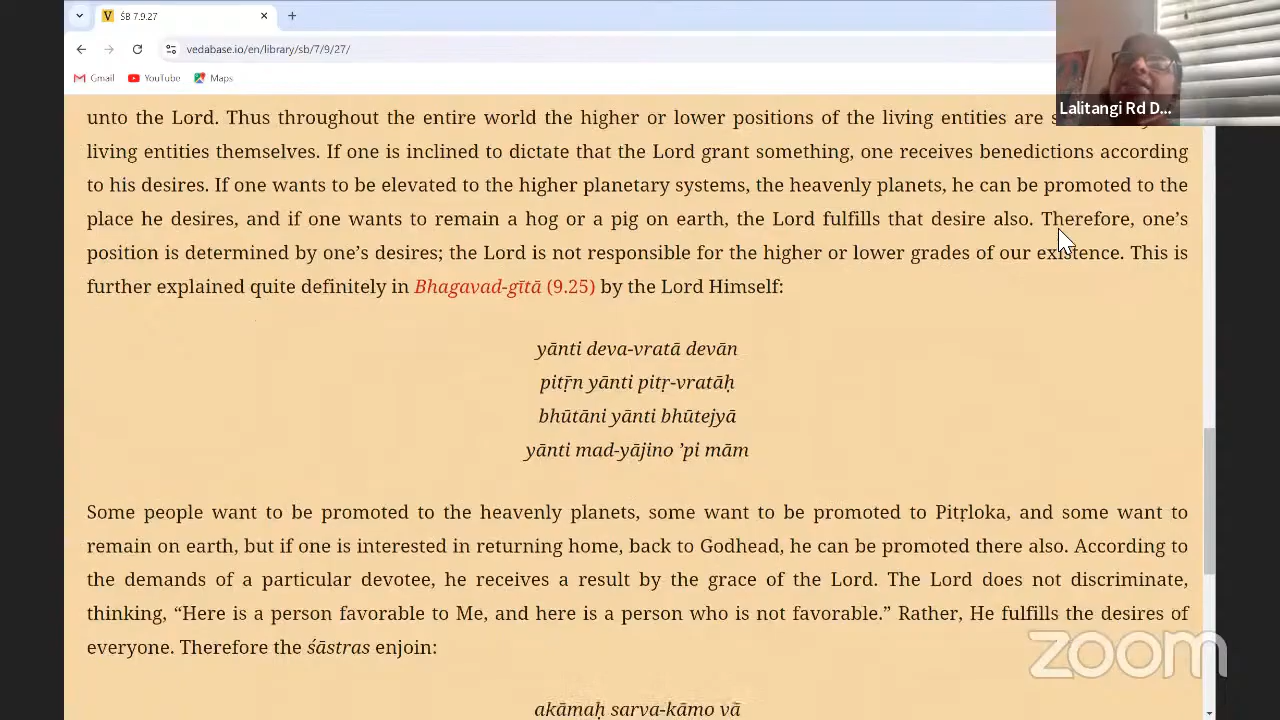 V ŚB 7.9.27
vedabase.io/en/library/sb/7/9/27/
Gmail YouTube Maps
Lalitangi Rd D...
unto the Lord. Thus throughout the entire world the higher or lower positions of the living entities are
living entities themselves. If one is inclined to dictate that the Lord grant something, one receives benedictions according
to his desires. If one wants to be elevated to the higher planetary systems, the heavenly planets, he can be promoted to the
place he desires, and if one wants to remain a hog or a pig on earth, the Lord fulfills that desire also. Therefore, one’s
position is determined by one’s desires; the Lord is not responsible for the higher or lower grades of our existence. This is
further explained quite definitely in Bhagavad-gītā (9.25) by the Lord Himself:
yānti deva-vratā devān
pitṝn yānti pitṛ-vratāḥ
bhūtāni yānti bhūtejyā
yānti mad-yājino ’pi mām
Some people want to be promoted to the heavenly planets, some want to be promoted to Pitṛloka, and some want to
remain on earth, but if one is interested in returning home, back to Godhead, he can be promoted there also. According to
the demands of a particular devotee, he receives a result by the grace of the Lord. The Lord does not discriminate,
thinking, “Here is a person favorable to Me, and here is a person who is not favorable.” Rather, He fulfills the desires of
everyone. Therefore the śāstras enjoin:
zoom
akāmaḥ sarva-kāmo vā